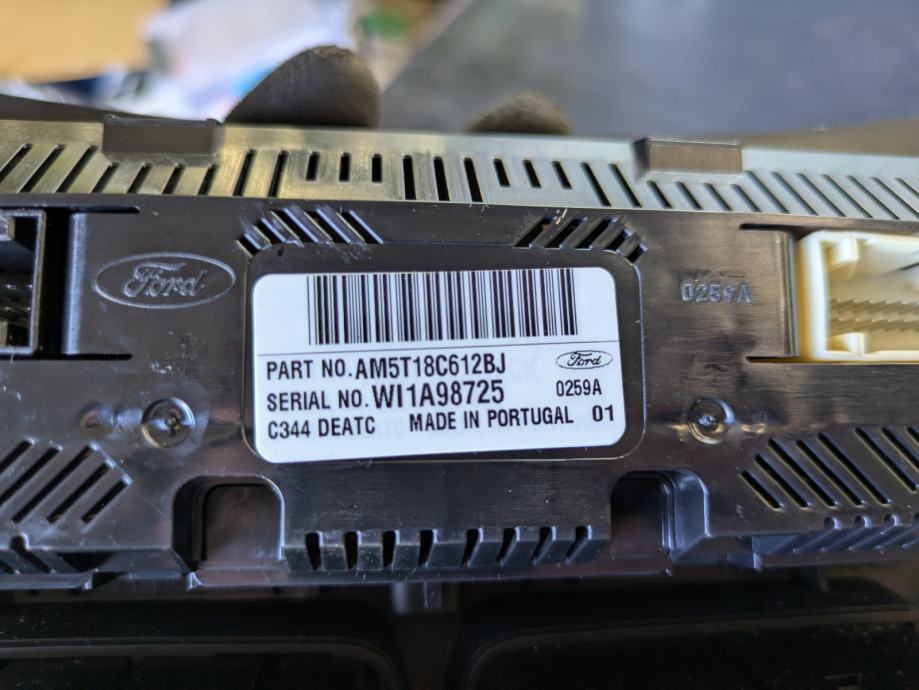 Ford
0259A
PART NO. AM5T18C612BJ
Ford
SERIAL NO. WI1A98725
0259A
C344 DEATC MADE IN PORTUGAL 01